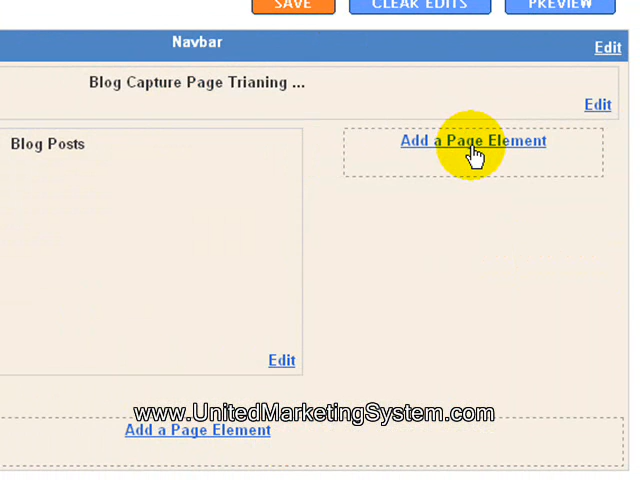 SAVE CLEAR EDITS PREVIEW
Navbar
Edit
Blog Capture Page Trianing ...
Edit
Blog Posts
Add a Page Element
Edit
www.UnitedMarketingSystem.com
Add a Page Element